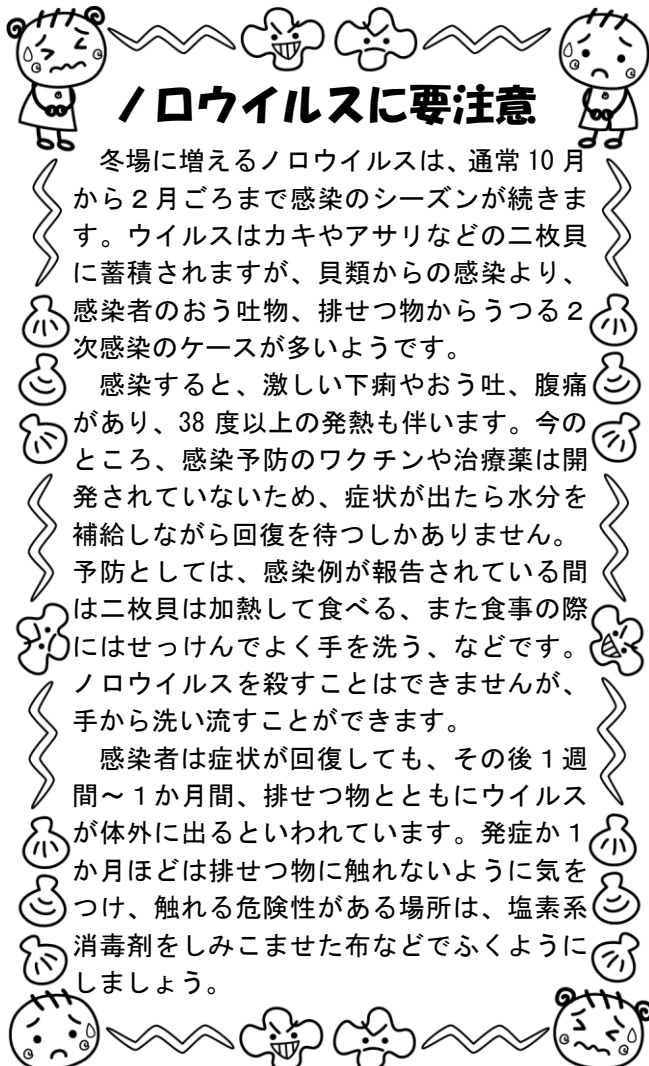 ノロウイルスに要注意
　冬場に増えるノロウイルスは、通常10月
から２月ごろまで感染のシーズンが続きま
す。ウイルスはカキやアサリなどの二枚貝
に蓄積されますが、貝類からの感染より、
感染者のおう吐物、排せつ物からうつる２
次感染のケースが多いようです。
　感染すると、激しい下痢やおう吐、腹痛
があり、38度以上の発熱も伴います。今の
ところ、感染予防のワクチンや治療薬は開
発されていないため、症状が出たら水分を
補給しながら回復を待つしかありません。
予防としては、感染例が報告されている間
は二枚貝は加熱して食べる、また食事の際
にはせっけんでよく手を洗う、などです。
ノロウイルスを殺すことはできませんが、
手から洗い流すことができます。
　感染者は症状が回復しても、その後１週
間～１か月間、排せつ物とともにウイルス
が体外に出るといわれています。発症か１
か月ほどは排せつ物に触れないように気を
つけ、触れる危険性がある場所は、塩素系
消毒剤をしみこませた布などでふくように
しましょう。